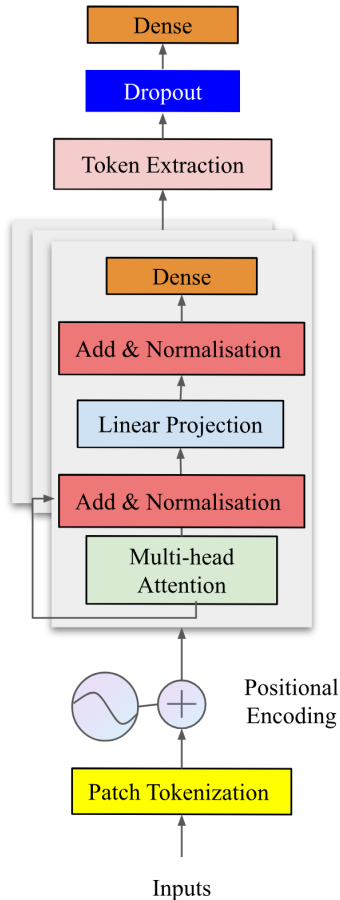 Dense
Dropout
Token Extraction
Dense
Add & Normalisation
Linear Projection
Add & Normalisation
Multi-head
Attention
Positional
Encoding
Patch Tokenization
Inputs